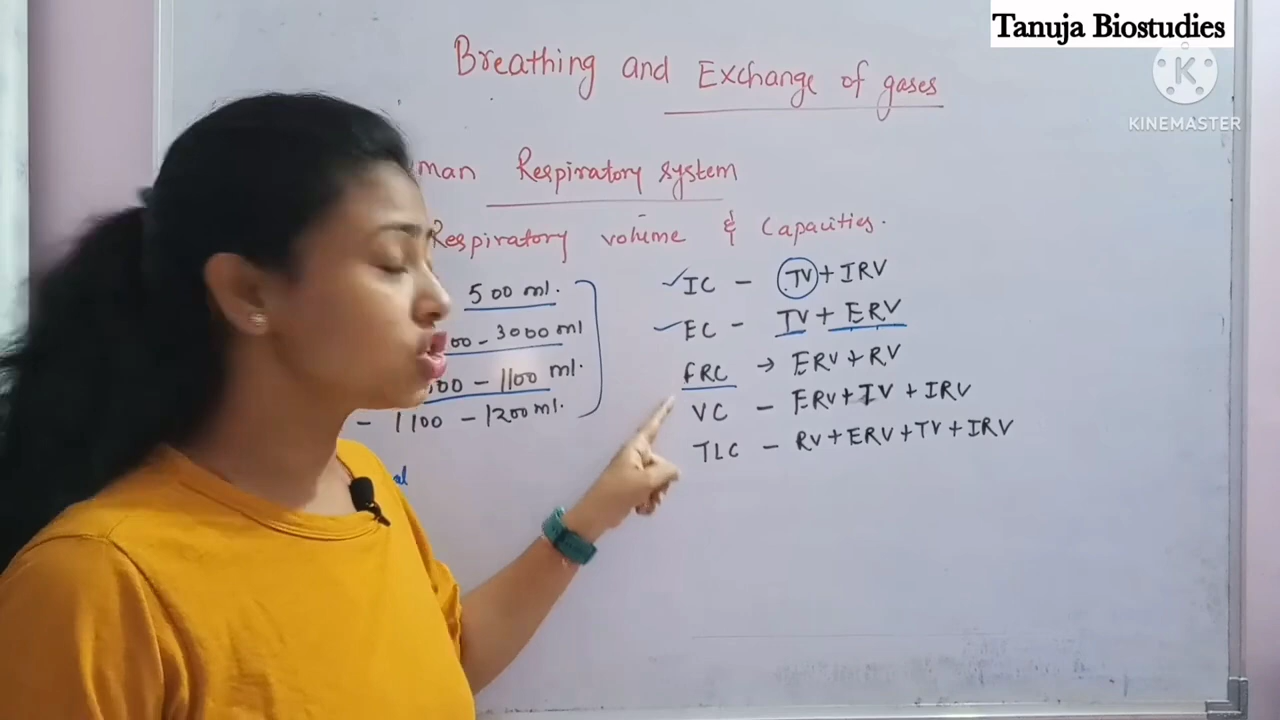 Tanuja Biostudies
K
KINEMASTER
Breathing and Exchange of gases
man Respiratory system
Respiratory volume & Capacities.
500 ml.
00 - 3000 ml
00 - 1100 ml.
- 1100 - 1200 ml.
al
✓ IC - TV + IRV
✓ EC - TV + ERV
FRC → ERV + RV
VC - ERV + TV + IRV
TLC - RV + ERV + TV + IRV